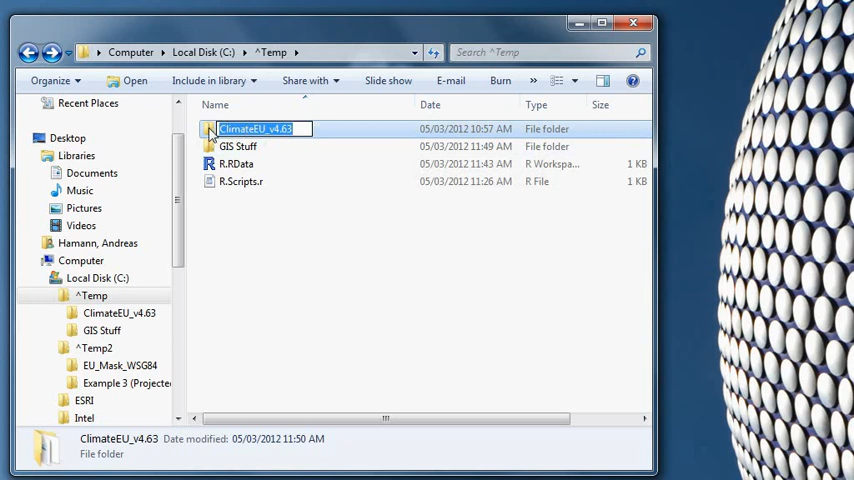 Computer Local Disk (C:) ^Temp Search ^Temp
Organize Open Include in library Share with Slide show E-mail Burn »
Name Date Type Size
ClimateEU_v4.63 05/03/2012 10:57 AM File folder
GIS Stuff 05/03/2012 11:49 AM File folder
R.RData 05/03/2012 11:43 AM R Workspa... 1 KB
R.Scripts.r 05/03/2012 11:26 AM R File 1 KB
Recent Places
Desktop
Libraries
Documents
Music
Pictures
Videos
Hamann, Andreas
Computer
Local Disk (C:)
^Temp
ClimateEU_v4.63
GIS Stuff
^Temp2
EU_Mask_WSG84
Example 3 (Projecte
ESRI
Intel
ClimateEU_v4.63 Date modified: 05/03/2012 11:50 AM
File folder